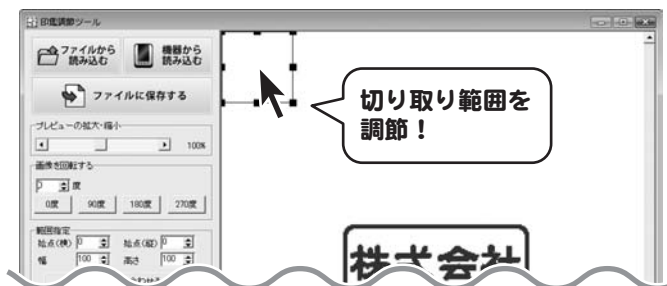 印鑑調節ツール
ファイルから
読み込む
機器から
読み込む
ファイルに保存する
プレビューの拡大・縮小
100%
画像を回転する
0 度
0度 90度 180度 270度
範囲指定
始点(横) 0 始点(縦) 0
幅 100 高さ 100
切り取り範囲を
調節！
株式会社